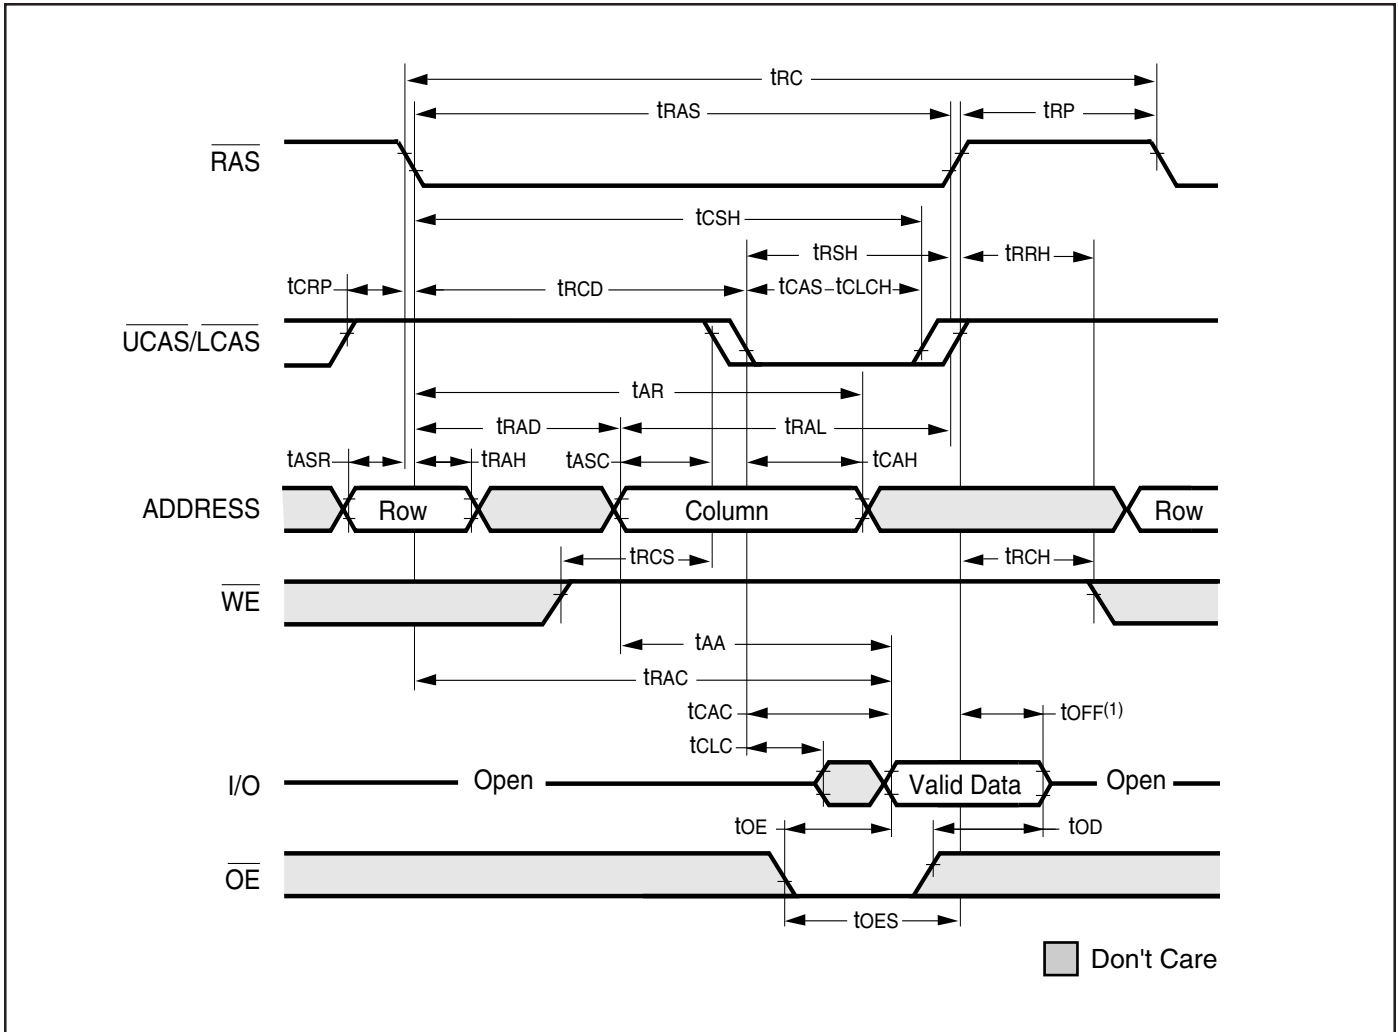 tRC
tRAS
tRP
RAS
tCSH
tRSH
tRRH
tCRP
tRCD
tCAS
tCLCH
UCAS/LCAS
tAR
tRAD
tRAL
tASR
tRAH
tASC
tCAH
ADDRESS
Row
Column
Row
tRCS
tRCH
WE
tAA
tRAC
tCAC
tOFF(1)
tCLC
I/O
Open
Valid Data
Open
tOE
tOD
OE
tOES
Don't Care